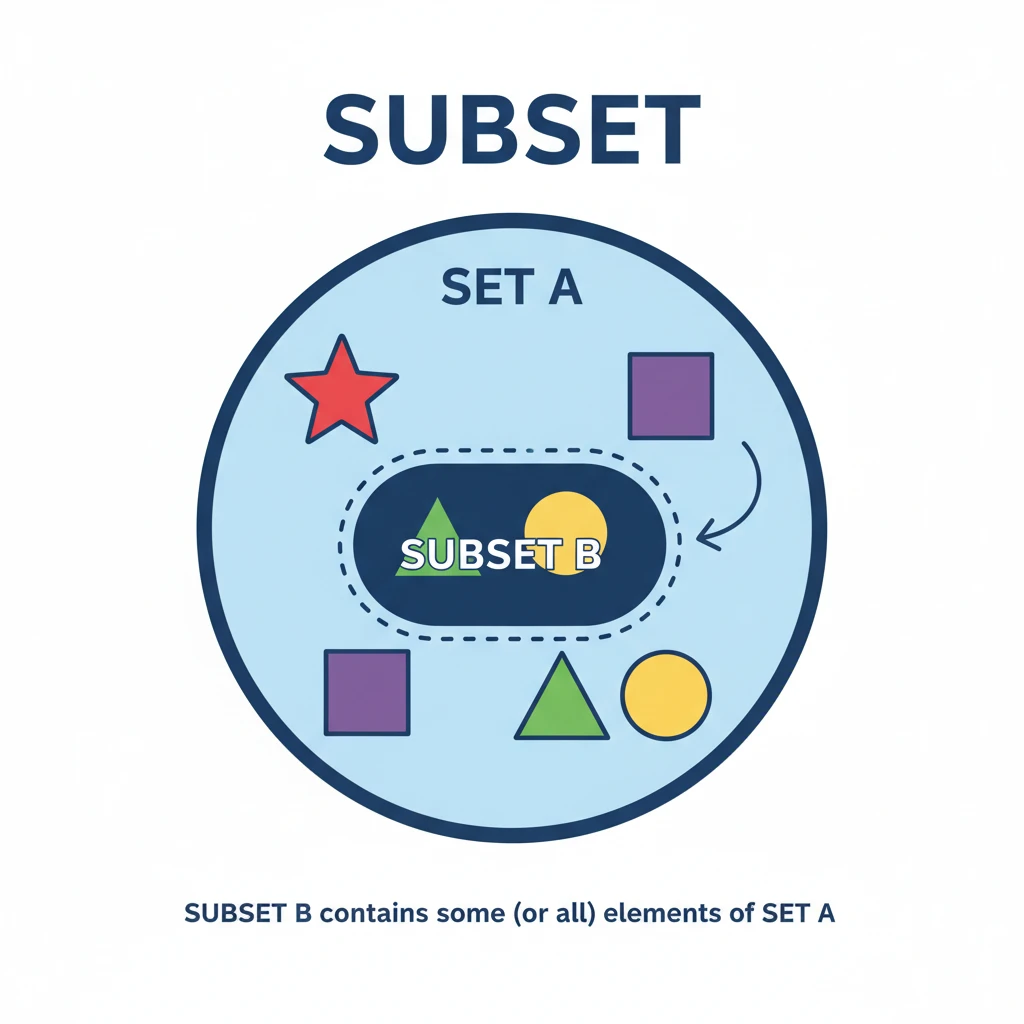 SUBSET
SET A
SUBSET B
SUBSET B contains some (or all) elements of SET A